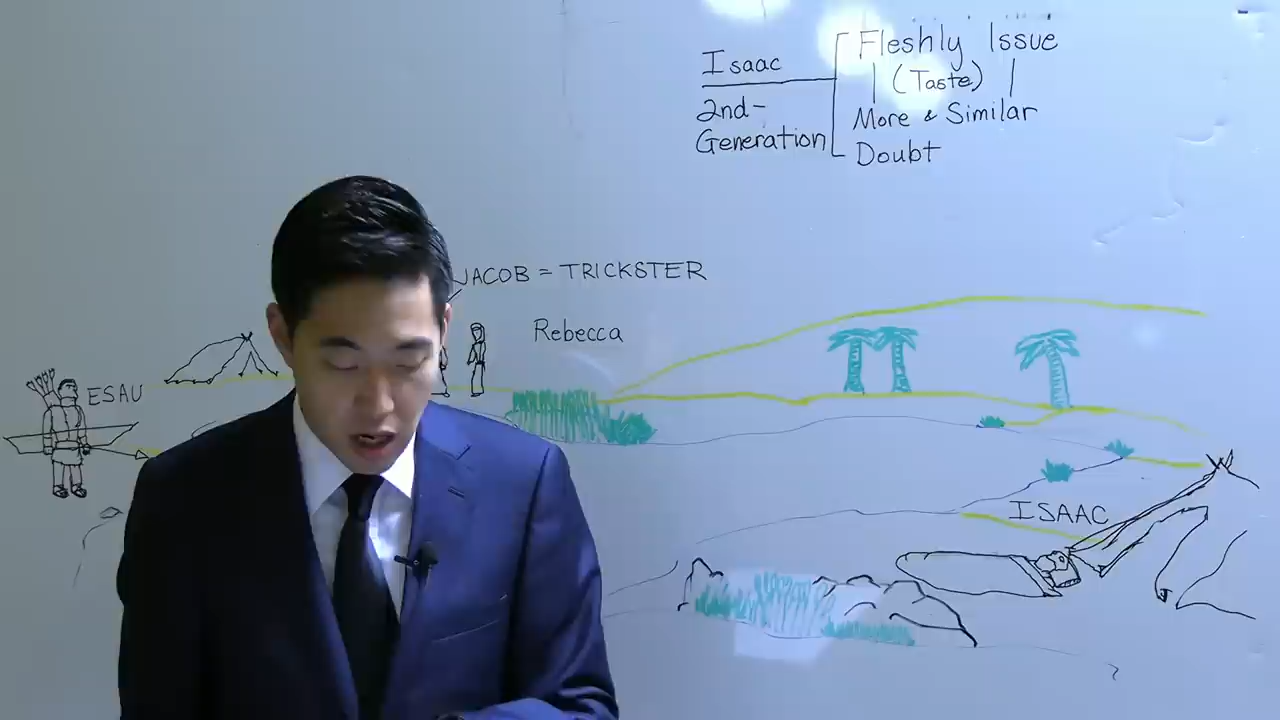 Isaac
2nd-
Generation
Fleshly Issue
(Taste)
More & Similar
Doubt
JACOB = TRICKSTER
Rebecca
ESAU
ISAAC